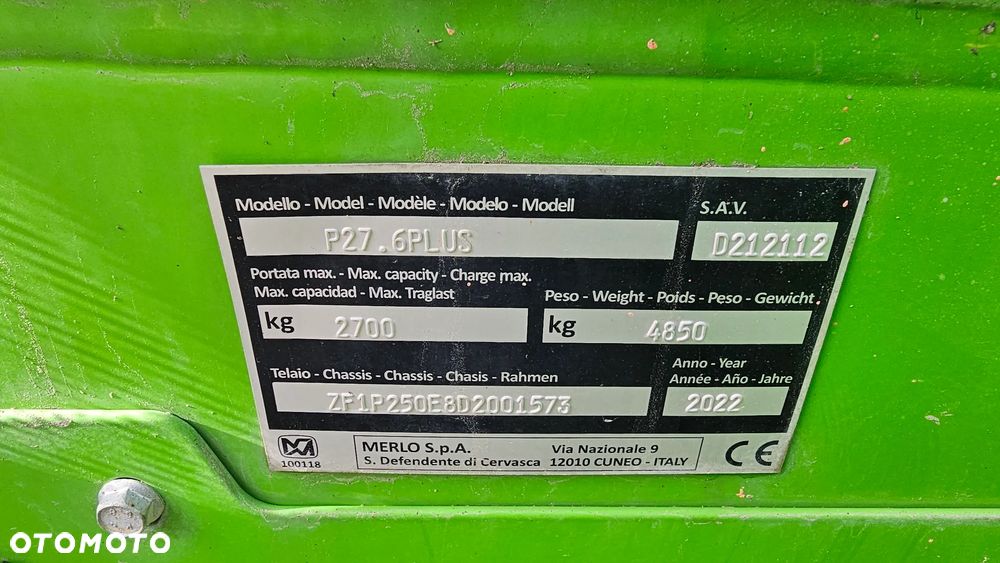 Modello - Model - Modèle - Modelo - Modell
S.A.V.
P27.6PLUS
D212112
Portata max. - Max. capacity - Charge max.
Max. capacidad - Max. Traglast
Peso - Weight - Poids - Peso - Gewicht
kg 2700
kg 4850
Telaio - Chassis - Chassis - Chasis - Rahmen
Anno - Year
Année - Año - Jahre
ZF1P250E8D2001573
2022
100118
MERLO S.p.A.
S. Defendente di Cervasca
Via Nazionale 9
12010 CUNEO - ITALY
CE
OTOMOTO